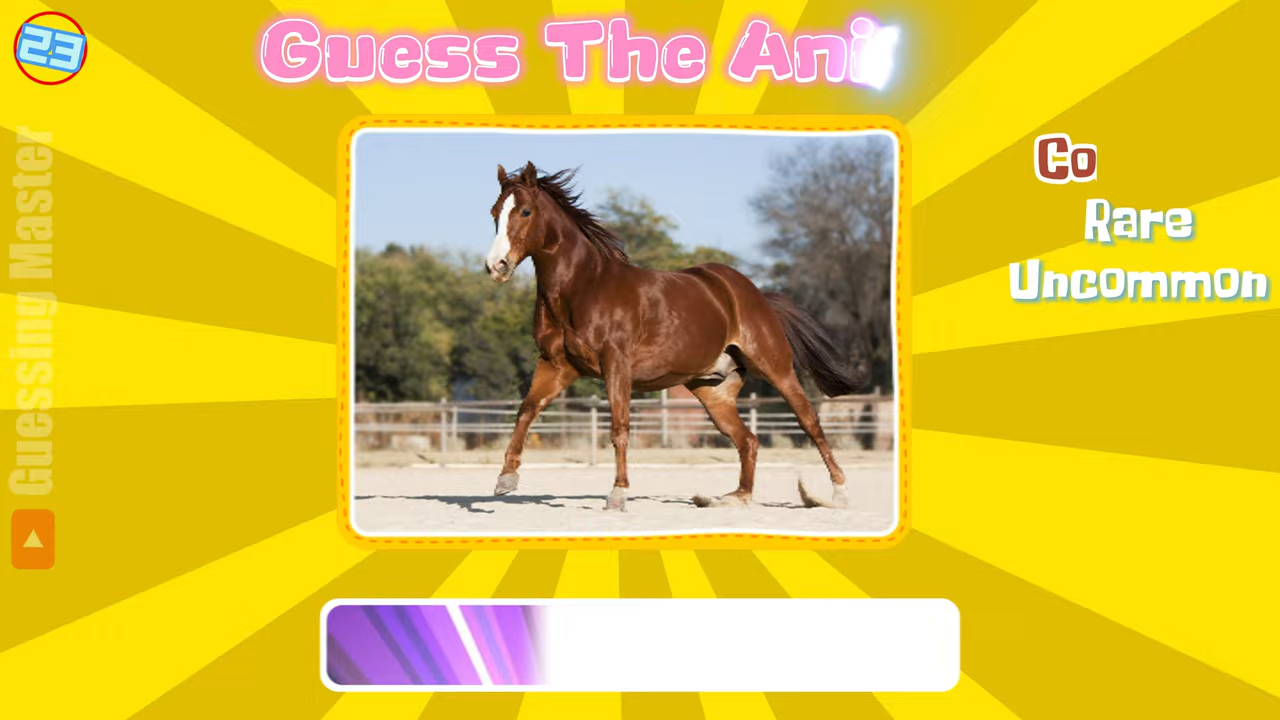 23
Guess The Ani
Guessing Master
Co
Rare
Uncommon